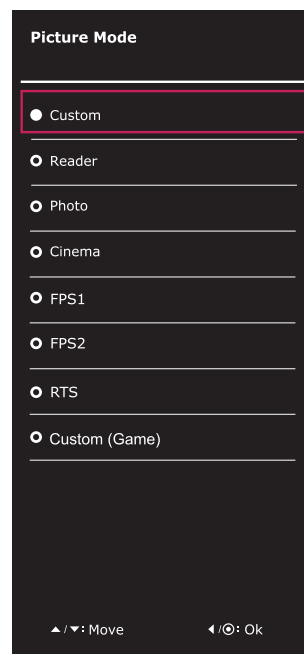 Picture Mode
Custom
Reader
Photo
Cinema
FPS1
FPS2
RTS
Custom (Game)
▲/▼: Move ◀/⦿: Ok